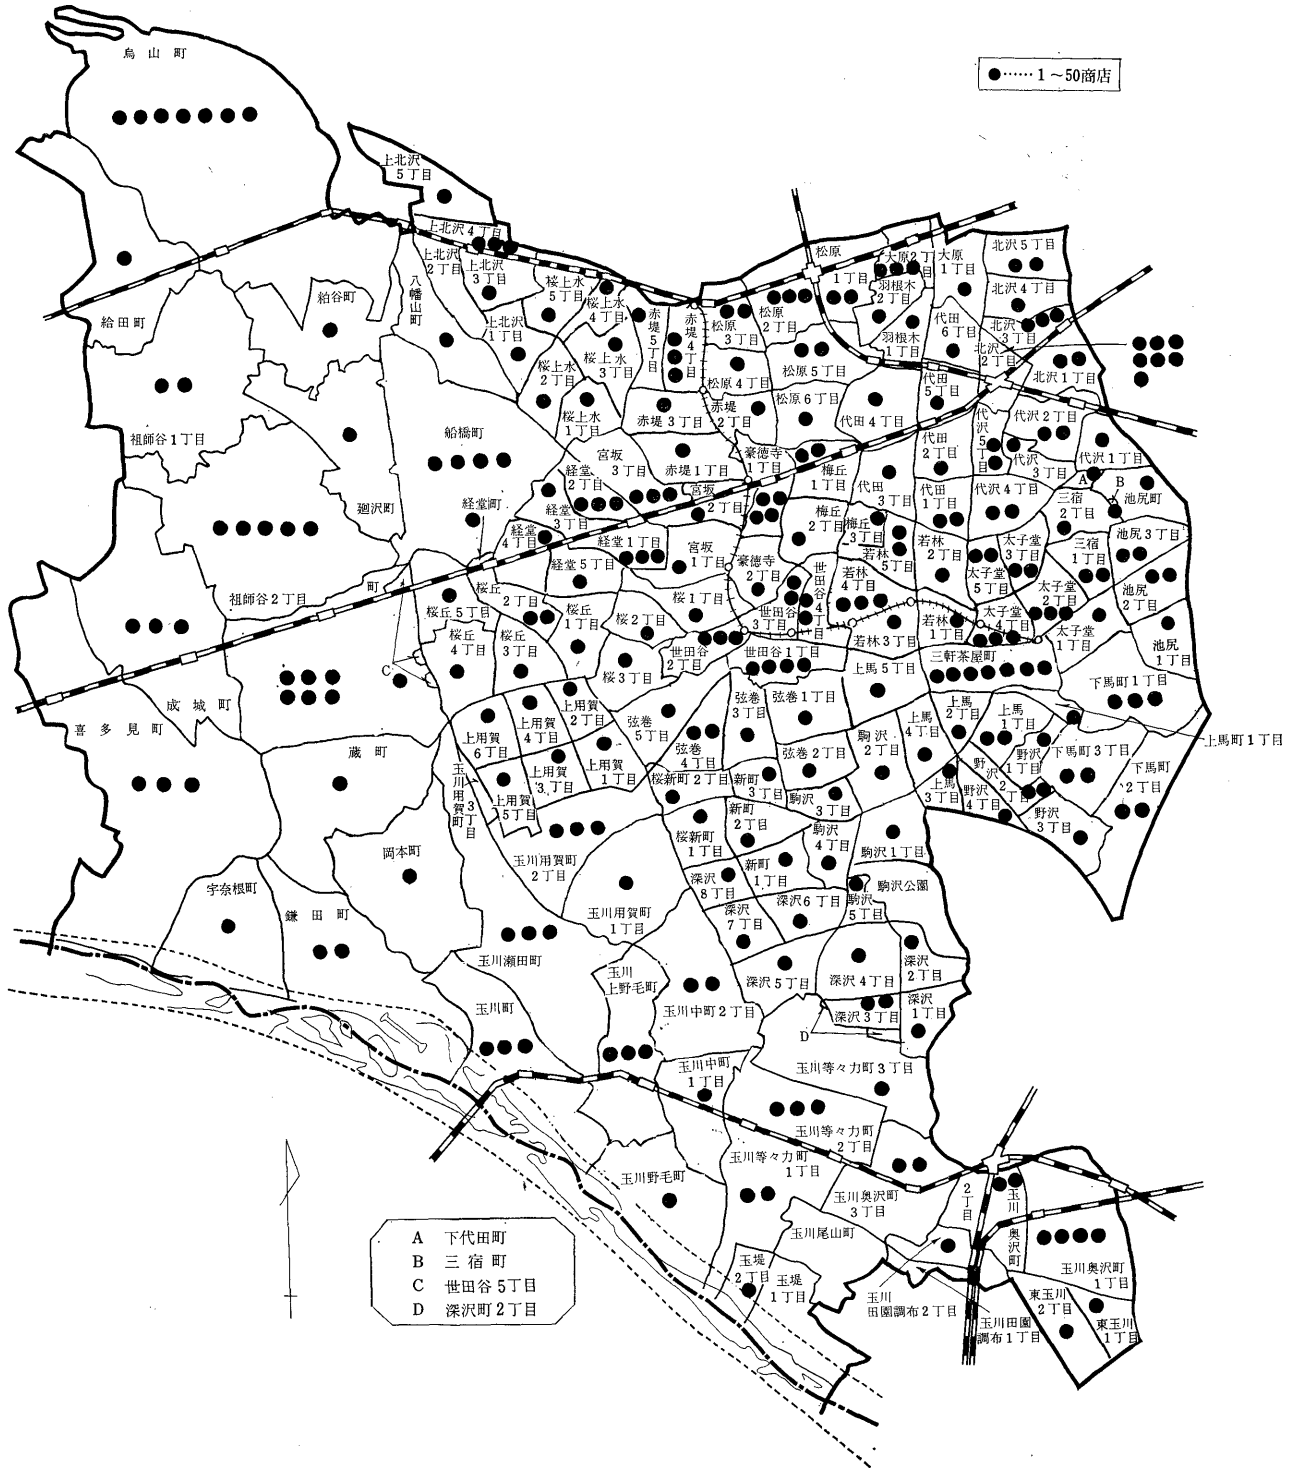 烏山町
●……1～50商店
上北沢
5丁目
上北沢4丁目
上北沢
2丁目
上北沢
3丁目
上北沢
1丁目
八幡山町
粕谷町
給田町
祖師谷1丁目
廻沢町
船橋町
経堂町
祖師谷2丁目
町
成城町
喜多見町
蔵町
岡本町
宇奈根町
鎌田町
桜上水
5丁目
桜上水
4丁目
桜上水
3丁目
桜上水
2丁目
桜上水
1丁目
赤堤5丁目
赤堤4丁目
赤堤3丁目
赤堤
2丁目
赤堤1丁目
松原
1丁目
松原
2丁目
松原
3丁目
松原4丁目
松原5丁目
松原6丁目
大原2丁目
大原
1丁目
羽根木
2丁目
羽根木
1丁目
北沢5丁目
北沢4丁目
北沢
3丁目
北沢
2丁目
北沢1丁目
代田
6丁目
代田
5丁目
代田4丁目
代田
3丁目
代田
2丁目
代田
1丁目
代沢5丁目
代沢2丁目
代沢
3丁目
代沢1丁目
代沢4丁目
A
B
池尻町
三宿
2丁目
三宿
1丁目
池尻3丁目
池尻
2丁目
池尻
1丁目
宮坂
3丁目
宮坂
2丁目
宮坂
1丁目
経堂
2丁目
経堂
3丁目
経堂
4丁目
経堂1丁目
経堂5丁目
豪徳寺
1丁目
豪徳寺
2丁目
梅丘
1丁目
梅丘
2丁目
梅丘
3丁目
若林
5丁目
若林
4丁目
若林
2丁目
若林3丁目
若林
1丁目
太子堂
3丁目
太子堂
5丁目
太子堂
2丁目
太子堂
4丁目
太子堂
1丁目
世田谷4丁目
世田谷
3丁目
世田谷
2丁目
世田谷1丁目
桜丘
2丁目
桜丘5丁目
桜丘
4丁目
桜丘
3丁目
桜丘
1丁目
桜1丁目
桜2丁目
桜3丁目
C
三軒茶屋町
下馬町1丁目
下馬町3丁目
下馬町
2丁目
上馬町1丁目
上馬5丁目
上馬
4丁目
上馬
2丁目
上馬
1丁目
上馬
3丁目
野沢
1丁目
野沢
2丁目
野沢
4丁目
野沢
3丁目
上用賀
2丁目
上用賀
4丁目
上用賀
6丁目
上用賀
3丁目
上用賀
1丁目
上用賀
5丁目
玉川用賀町
3丁目
玉川用賀町
2丁目
玉川用賀町
1丁目
弦巻
5丁目
弦巻
4丁目
弦巻
3丁目
弦巻1丁目
弦巻2丁目
桜新町2丁目
桜新町
1丁目
新町
3丁目
新町
2丁目
新町
1丁目
駒沢
2丁目
駒沢
3丁目
駒沢
4丁目
駒沢1丁目
駒沢公園
駒沢
5丁目
深沢
8丁目
深沢
7丁目
深沢6丁目
深沢5丁目
深沢4丁目
深沢
2丁目
深沢3丁目
深沢
1丁目
D
玉川瀬田町
玉川町
玉川
上野毛町
玉川中町2丁目
玉川中町
1丁目
玉川等々力町3丁目
玉川等々力町
2丁目
玉川等々力町
1丁目
玉川野毛町
玉川奥沢町
3丁目
2丁目
玉川
奥沢町
玉川奥沢町
1丁目
玉川尾山町
玉堤
2丁目
玉堤
1丁目
玉川
田園調布2丁目
玉川田園
調布1丁目
東玉川
2丁目
東玉川
1丁目
A 下代田町
B 三宿町
C 世田谷5丁目
D 深沢町2丁目